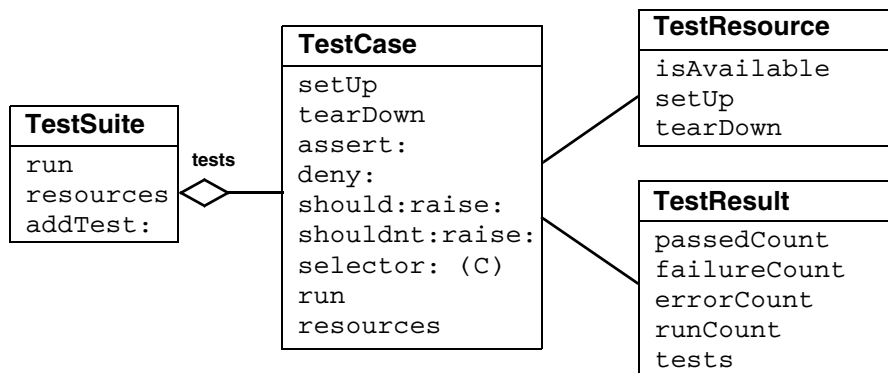 TestSuite
run
resources
addTest:
tests
TestCase
setUp
tearDown
assert:
deny:
should:raise:
shouldnt:raise:
selector: (C)
run
resources
TestResource
isAvailable
setUp
tearDown
TestResult
passedCount
failureCount
errorCount
runCount
tests